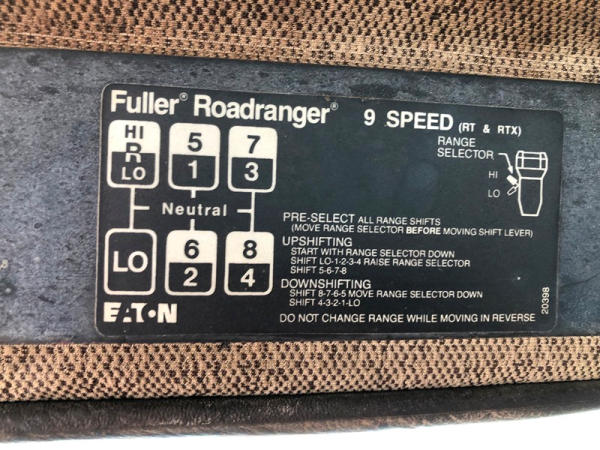 Fuller® Roadranger® 9 SPEED (RT & RTX)
HI
R
LO
5
1
7
3
Neutral
LO
6
2
8
4
EATON
RANGE
SELECTOR
HI
LO
PRE-SELECT ALL RANGE SHIFTS
(MOVE RANGE SELECTOR BEFORE MOVING SHIFT LEVER)
UPSHIFTING
START WITH RANGE SELECTOR DOWN
SHIFT LO-1-2-3-4 RAISE RANGE SELECTOR
SHIFT 5-6-7-8
DOWNSHIFTING
SHIFT 8-7-6-5 MOVE RANGE SELECTOR DOWN
SHIFT 4-3-2-1-LO
DO NOT CHANGE RANGE WHILE MOVING IN REVERSE
20398